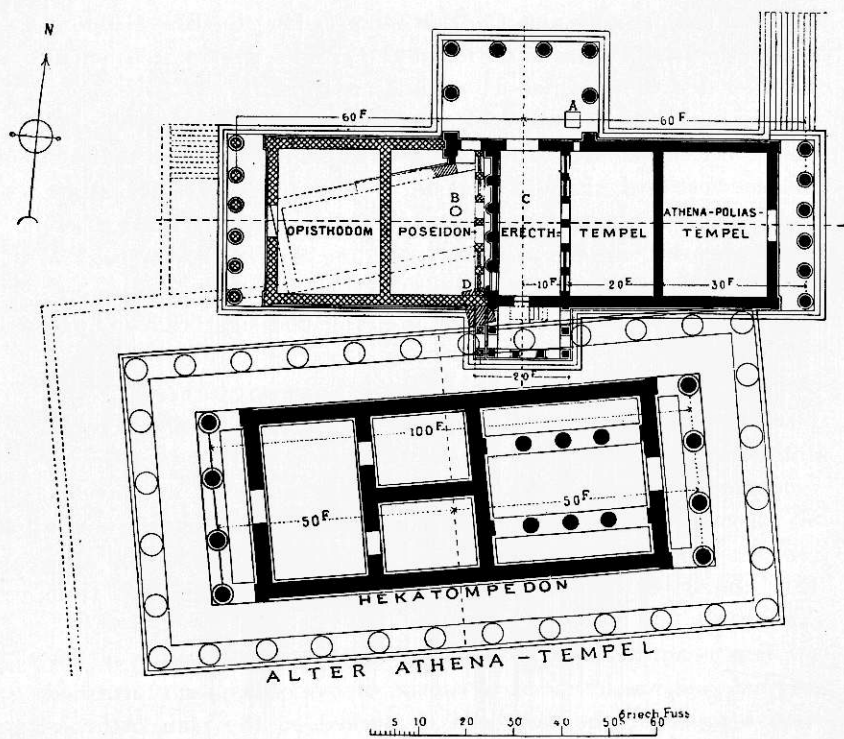 N
A
60 F
60 F
B
C
OPISTHODOM POSEIDON- ERECTH= TEMPEL ATHENA-POLIAS-
TEMPEL
D
10 F 20 F 30 F
20 F
100 F
50 F
50 F
HEKATOMPEDON
ALTER ATHENA-TEMPEL
Griech Fuss
5 10 20 30 40 50 60